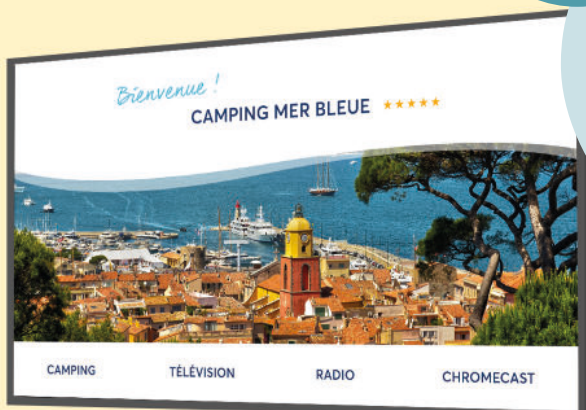 Bienvenue !
CAMPING MER BLEUE ★★★★★
CAMPING TÉLÉVISION RADIO CHROMECAST